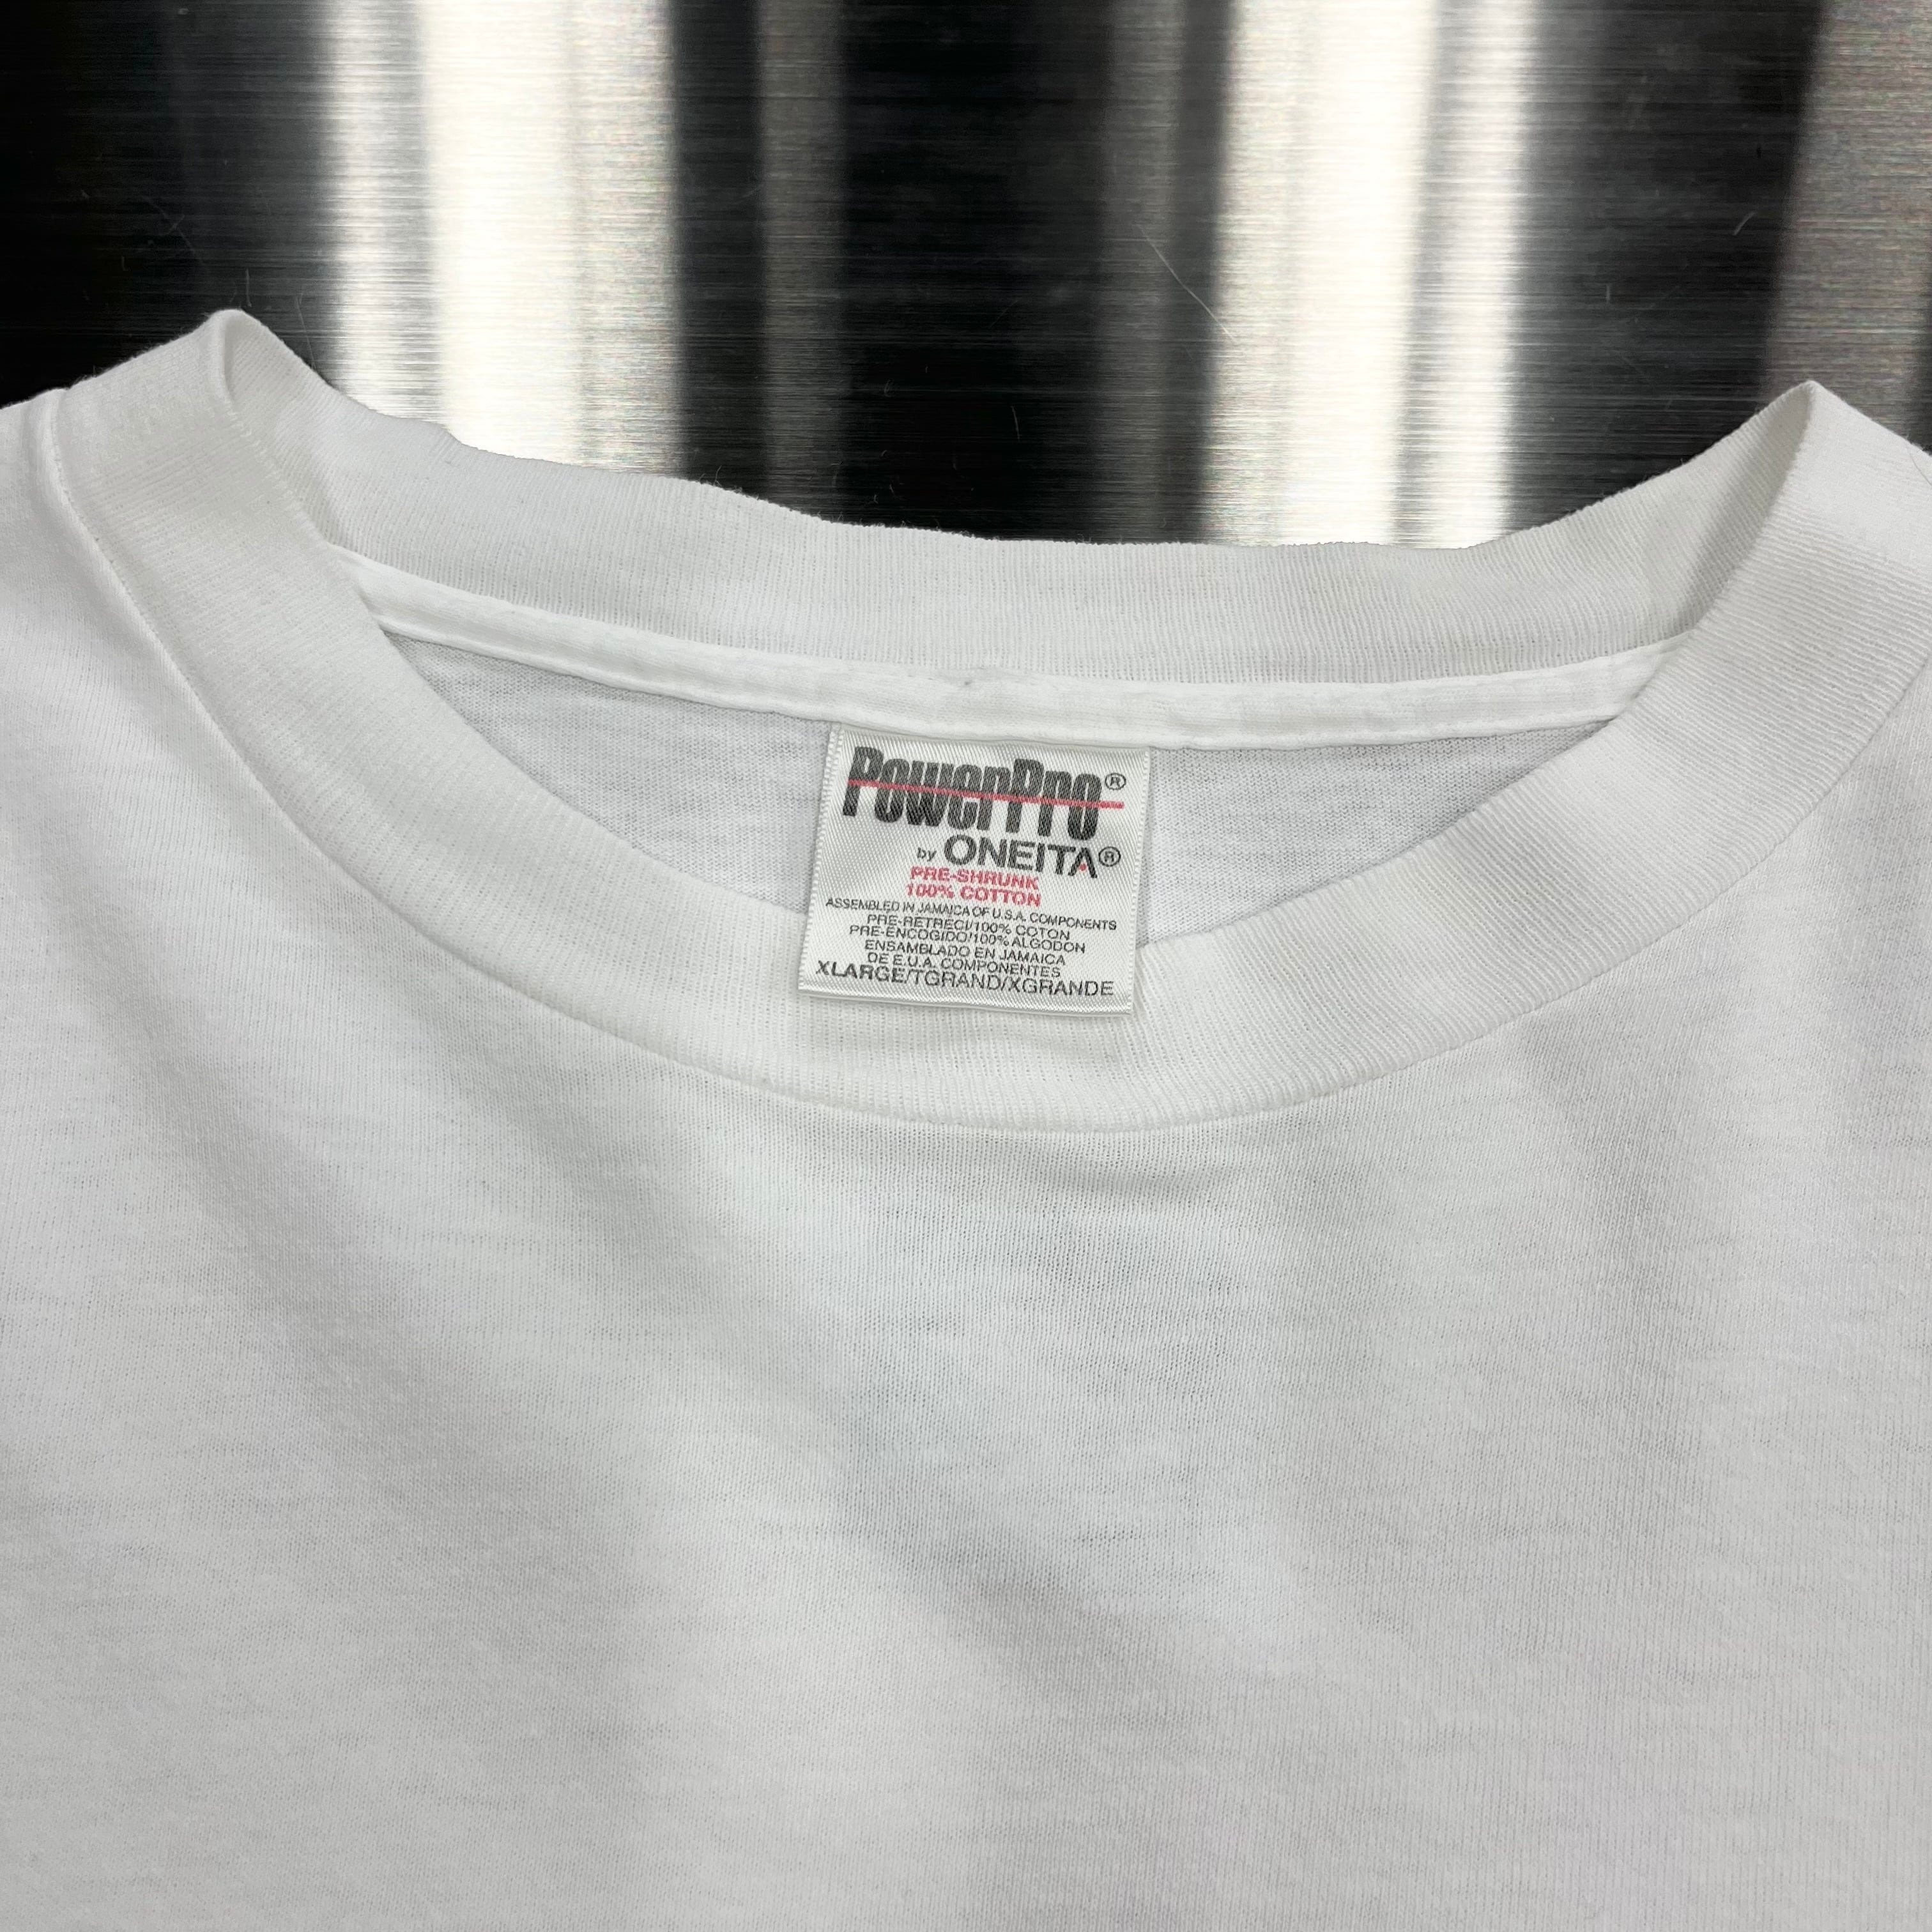 PowerPro®
by ONEITA®
PRE-SHRUNK
100% COTTON
ASSEMBLED IN JAMAICA OF U.S.A. COMPONENTS
PRE-RETRECI/100% COTON
PRE-ENCOGIDO/100% ALGODON
ENSAMBLADO EN JAMAICA
DE E.U.A. COMPONENTES
XLARGE/TGRAND/XGRANDE